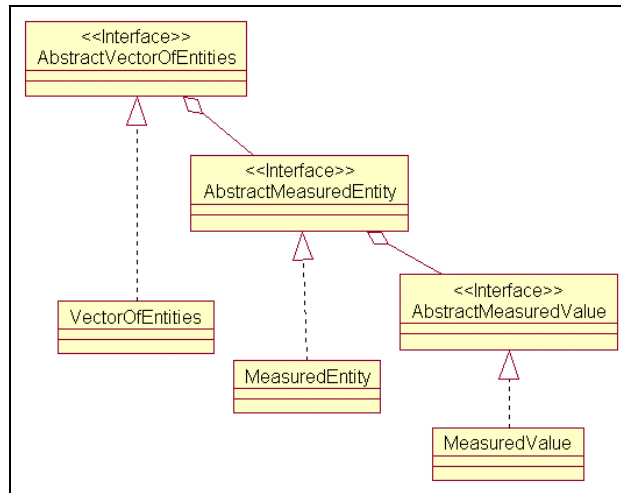 <<Interface>>
AbstractVectorOfEntities
<<Interface>>
AbstractMeasuredEntity
<<Interface>>
AbstractMeasuredValue
VectorOfEntities
MeasuredEntity
MeasuredValue